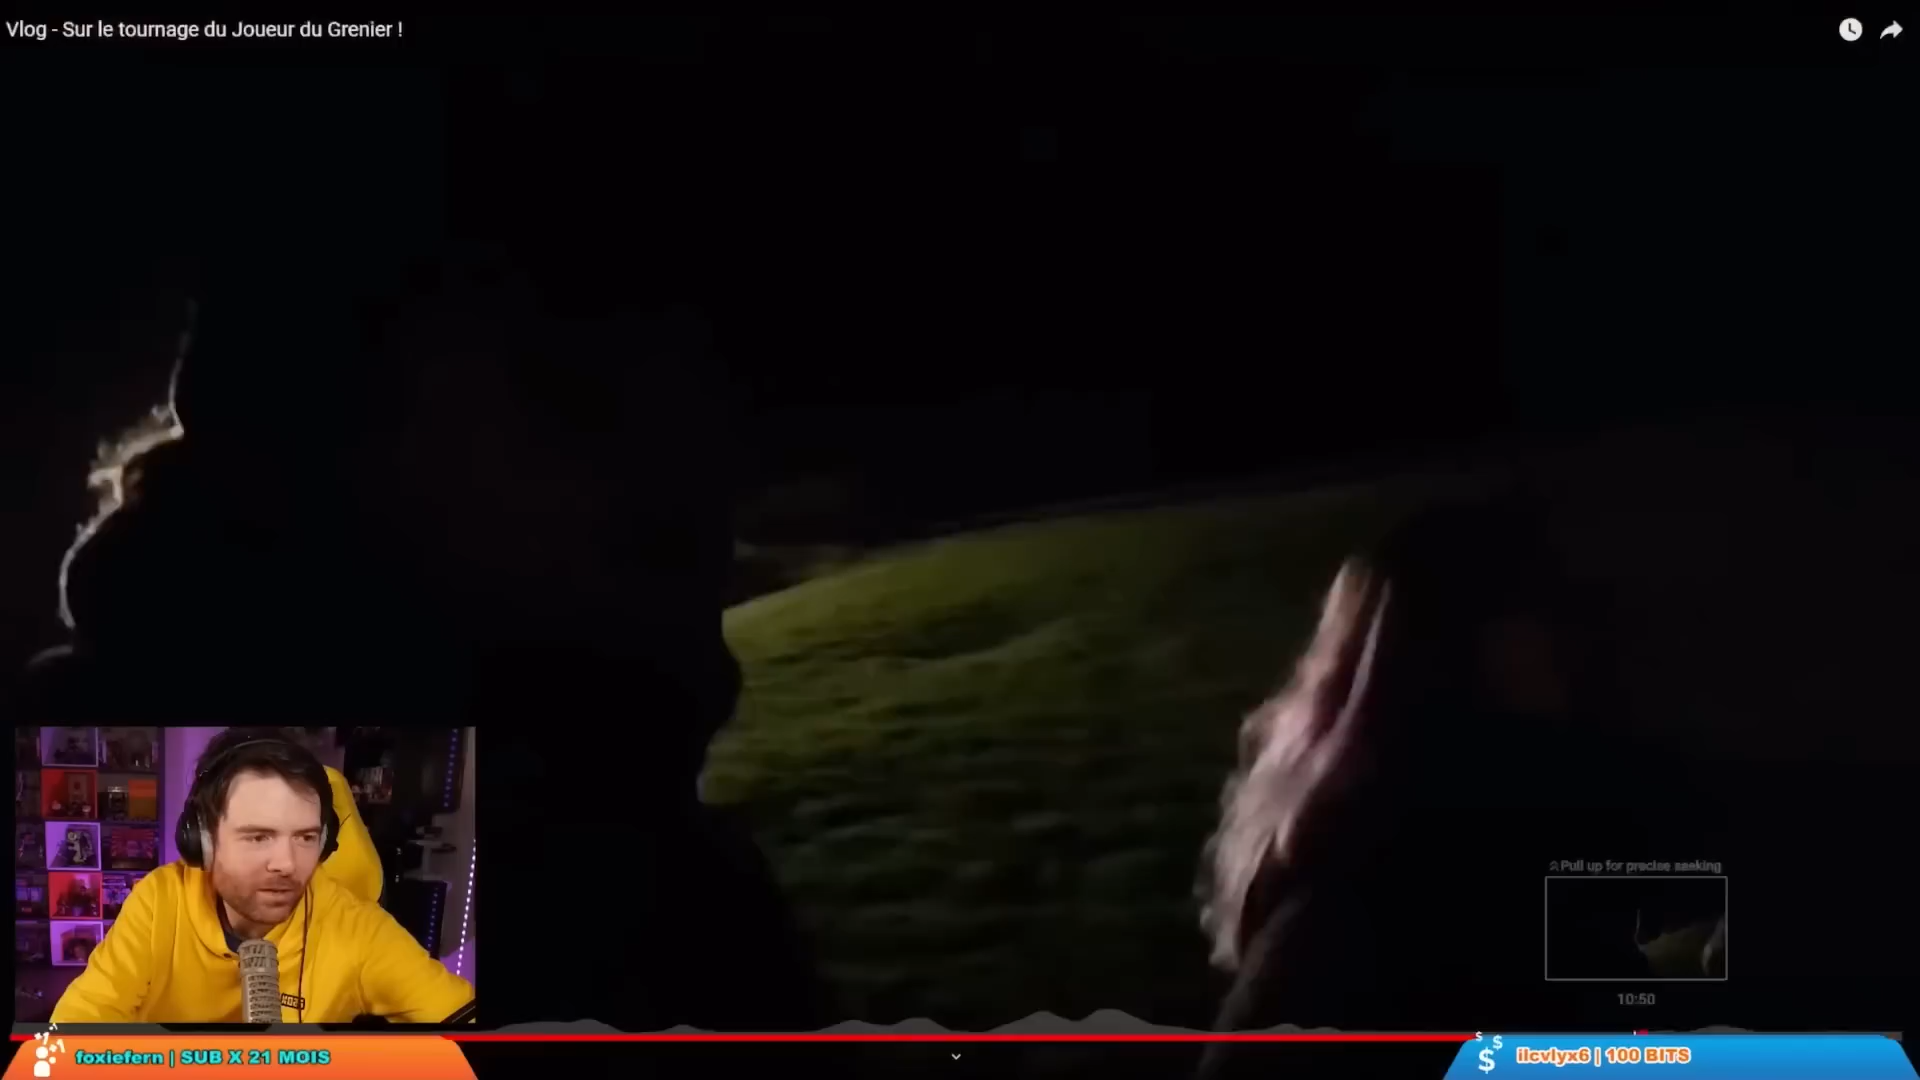 Vlog - Sur le tournage du Joueur du Grenier !
Pull up for precise seeking
10:50
foxiefern | SUB X 21 MOIS
ilcvlyx6 | 100 BITS